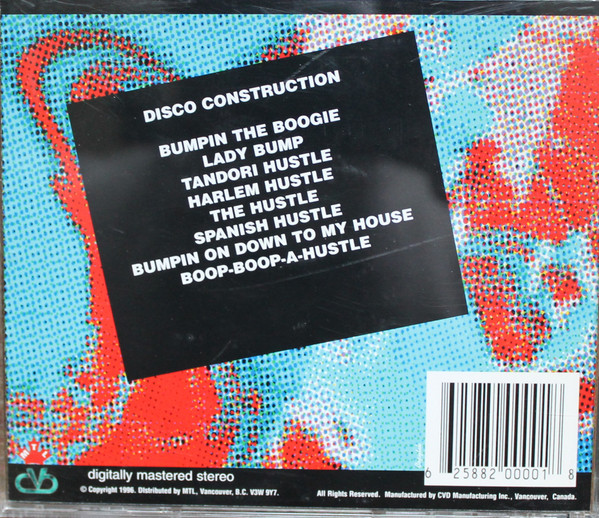 DISCO CONSTRUCTION
BUMPIN THE BOOGIE
LADY BUMP
TANDORI HUSTLE
HARLEM HUSTLE
THE HUSTLE
SPANISH HUSTLE
BUMPIN ON DOWN TO MY HOUSE
BOOP-BOOP-A-HUSTLE
6 25882 00001 8
MTL
CVD
digitally mastered stereo
© Copyright 1996. Distributed by MTL, Vancouver, B.C. V3W 9Y7. All Rights Reserved. Manufactured by CVD Manufacturing Inc., Vancouver, Canada.